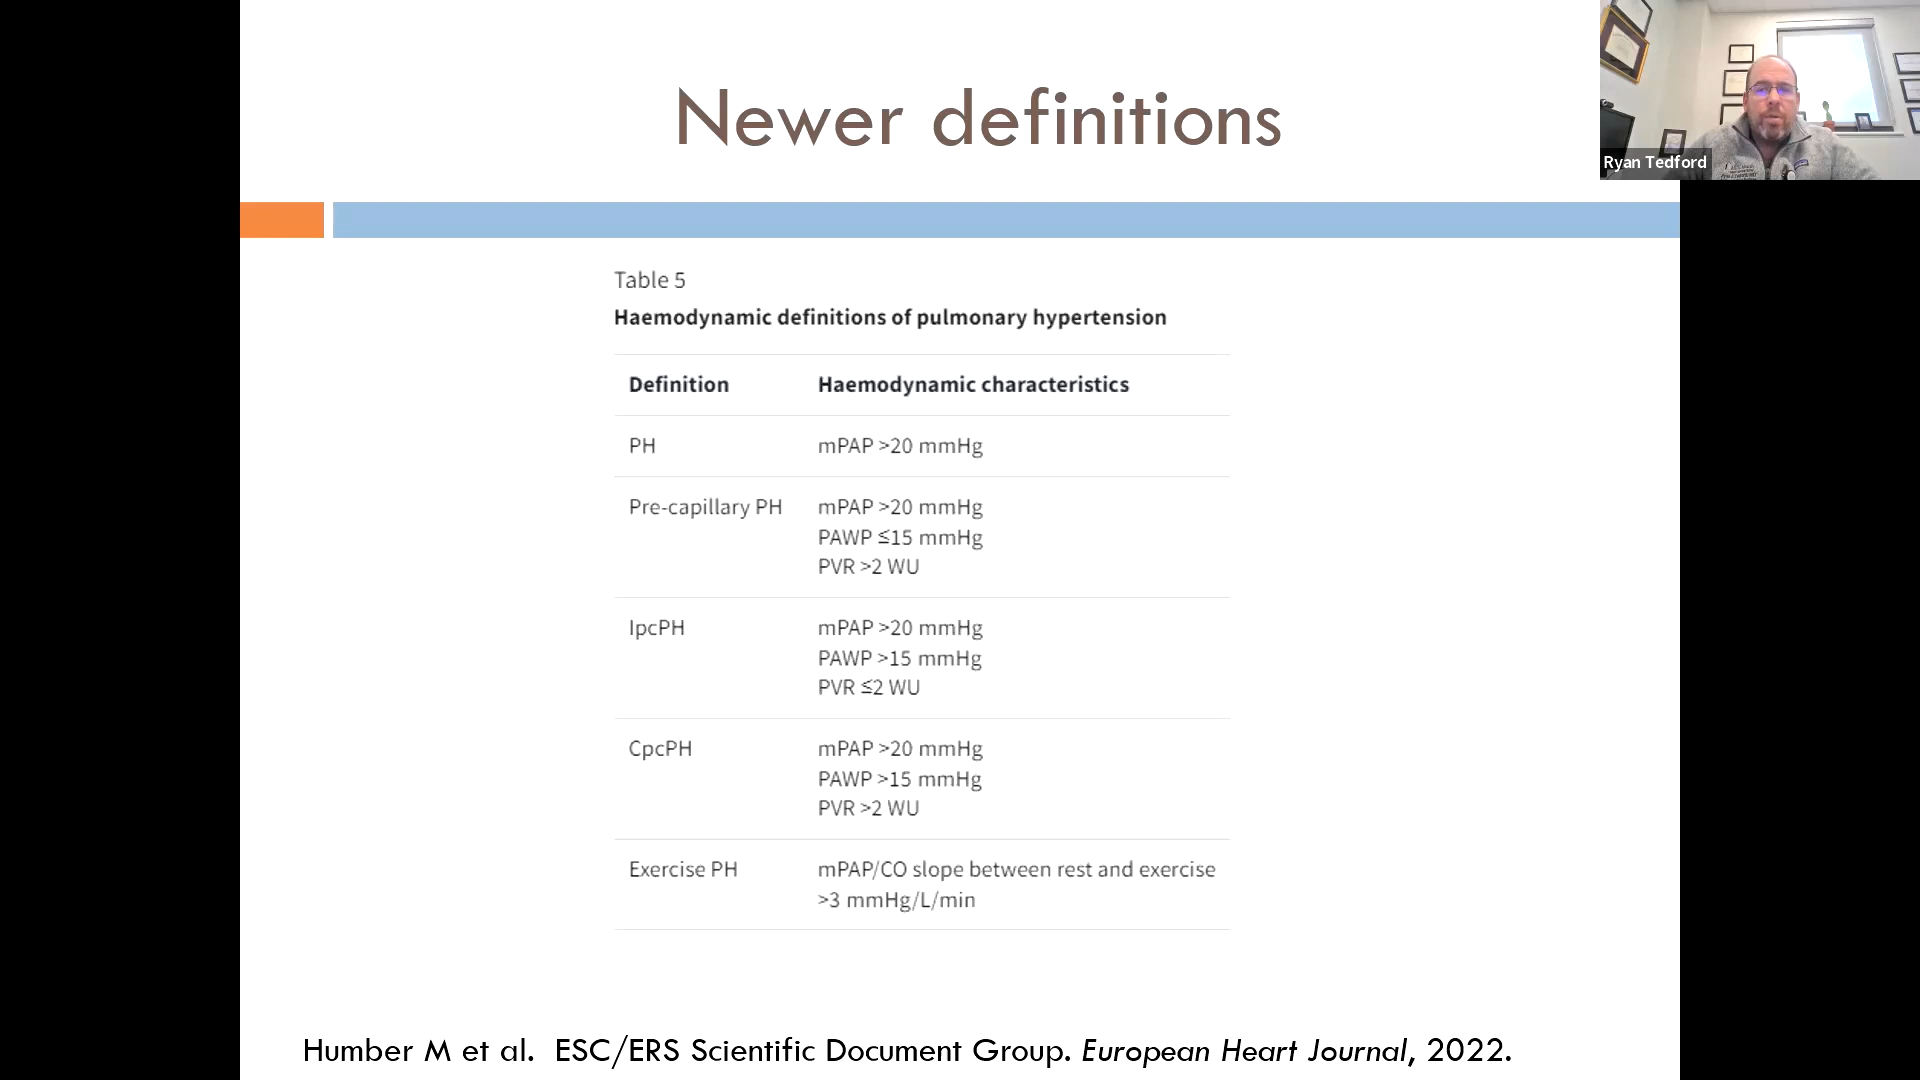 Newer definitions
Ryan Tedford
Table 5
Haemodynamic definitions of pulmonary hypertension
Definition Haemodynamic characteristics
PH mPAP >20 mmHg
Pre-capillary PH mPAP >20 mmHg
PAWP ≤15 mmHg
PVR >2 WU
IpcPH mPAP >20 mmHg
PAWP >15 mmHg
PVR ≤2 WU
CpcPH mPAP >20 mmHg
PAWP >15 mmHg
PVR >2 WU
Exercise PH mPAP/CO slope between rest and exercise
>3 mmHg/L/min
Humber M et al. ESC/ERS Scientific Document Group. European Heart Journal, 2022.